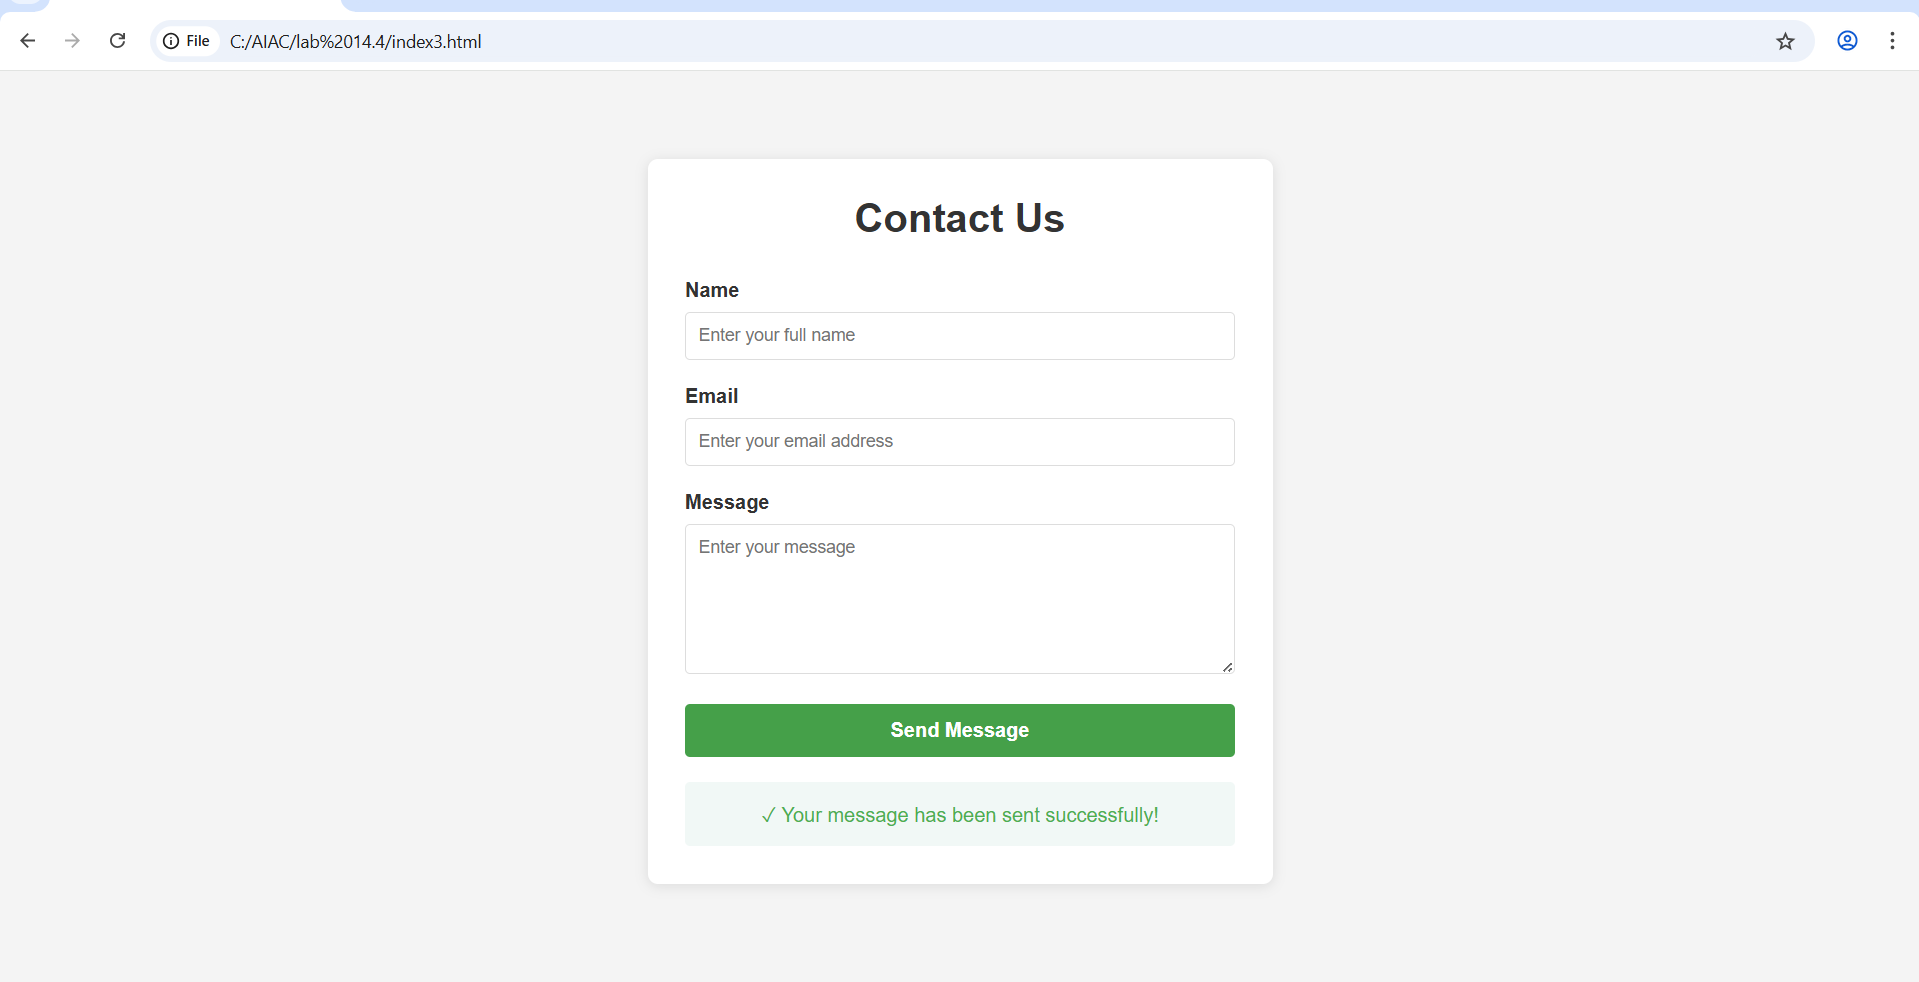 File C:/AIAC/lab%2014.4/index3.html
Contact Us
Name
Enter your full name
Email
Enter your email address
Message
Enter your message
Send Message
✓ Your message has been sent successfully!